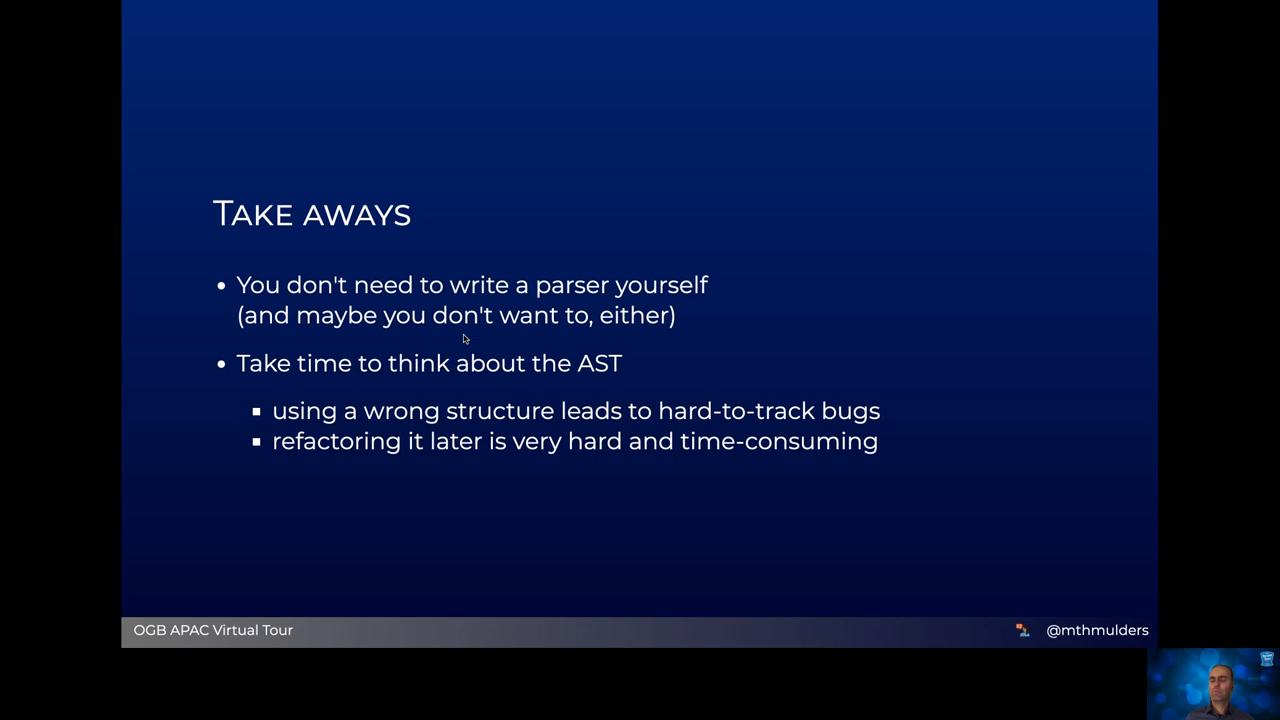 TAKE AWAYS
• You don't need to write a parser yourself
(and maybe you don't want to, either)
• Take time to think about the AST
▪ using a wrong structure leads to hard-to-track bugs
▪ refactoring it later is very hard and time-consuming
OGB APAC Virtual Tour
@mthmulders